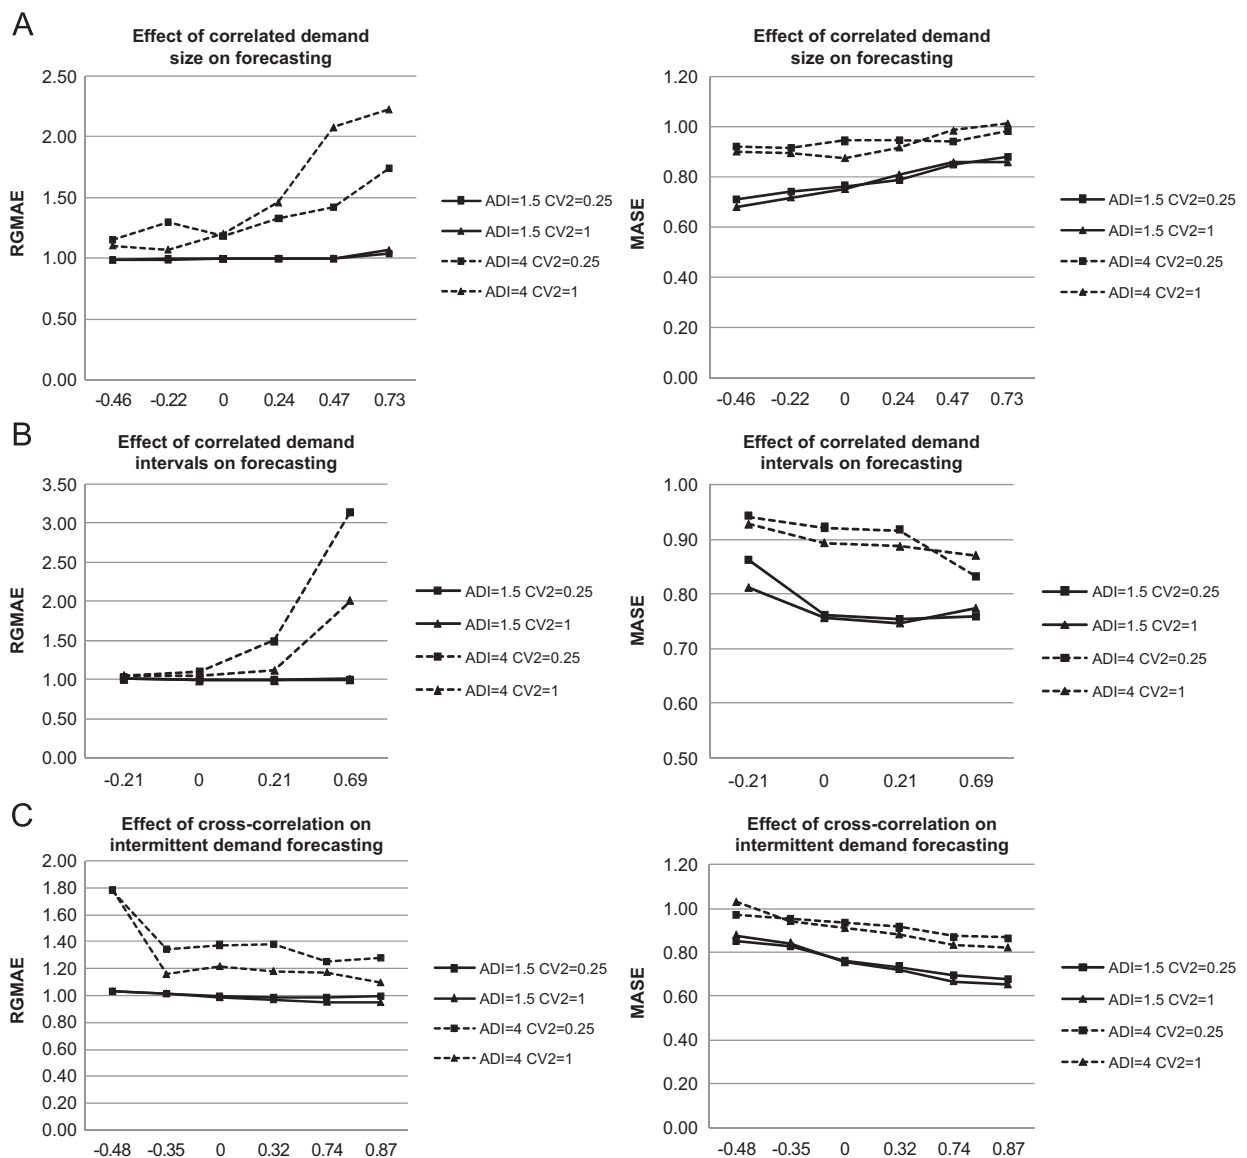 A
Effect of correlated demand
size on forecasting
2.50
2.00
1.50
1.00
0.50
0.00
RGMAE
-0.46 -0.22 0 0.24 0.47 0.73
ADI=1.5 CV2=0.25
ADI=1.5 CV2=1
ADI=4 CV2=0.25
ADI=4 CV2=1
Effect of correlated demand
size on forecasting
1.20
1.00
0.80
0.60
0.40
0.20
0.00
MASE
-0.46 -0.22 0 0.24 0.47 0.73
ADI=1.5 CV2=0.25
ADI=1.5 CV2=1
ADI=4 CV2=0.25
ADI=4 CV2=1
B
Effect of correlated demand
intervals on forecasting
3.50
3.00
2.50
2.00
1.50
1.00
0.50
0.00
RGMAE
-0.21 0 0.21 0.69
ADI=1.5 CV2=0.25
ADI=1.5 CV2=1
ADI=4 CV2=0.25
ADI=4 CV2=1
Effect of correlated demand
intervals on forecasting
1.00
0.90
0.80
0.70
0.60
0.50
MASE
-0.21 0 0.21 0.69
ADI=1.5 CV2=0.25
ADI=1.5 CV2=1
ADI=4 CV2=0.25
ADI=4 CV2=1
C
Effect of cross-correlation on
intermittent demand forecasting
2.00
1.80
1.60
1.40
1.20
1.00
0.80
0.60
0.40
0.20
0.00
RGMAE
-0.48 -0.35 0 0.32 0.74 0.87
ADI=1.5 CV2=0.25
ADI=1.5 CV2=1
ADI=4 CV2=0.25
ADI=4 CV2=1
Effect of cross-correlation on
intermittent demand forecasting
1.20
1.00
0.80
0.60
0.40
0.20
0.00
MASE
-0.48 -0.35 0 0.32 0.74 0.87
ADI=1.5 CV2=0.25
ADI=1.5 CV2=1
ADI=4 CV2=0.25
ADI=4 CV2=1